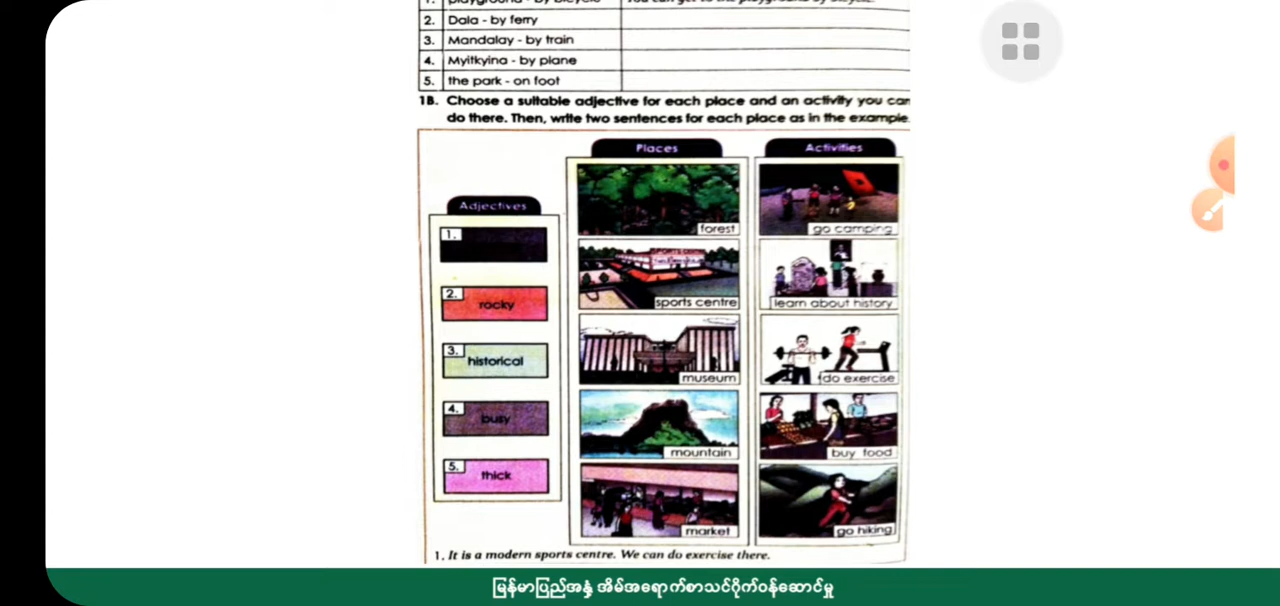 2. Dala - by ferry
3. Mandalay - by train
4. Myitkyina - by plane
5. the park - on foot
1B. Choose a suitable adjective for each place and an activity you can
do there. Then, write two sentences for each place as in the example.
Places
Activities
Adjectives
1.
2. rocky
3. historical
4. busy
5. thick
forest
sports centre
museum
mountain
market
go camping
learn about history
do exercise
buy food
go hiking
1. It is a modern sports centre. We can do exercise there.
မြန်မာပြည်အနှံ့ အိမ်အရောက်စာသင်ဝိုက်ဝန်ဆောင်မှု